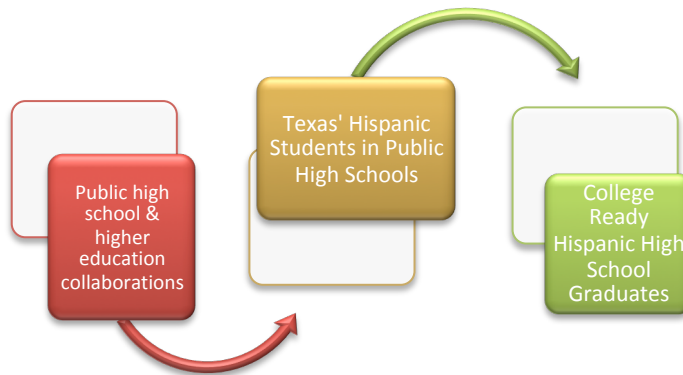 Public high
school &
higher
education
collaborations
Texas' Hispanic
Students in Public
High Schools
College
Ready
Hispanic High
School
Graduates